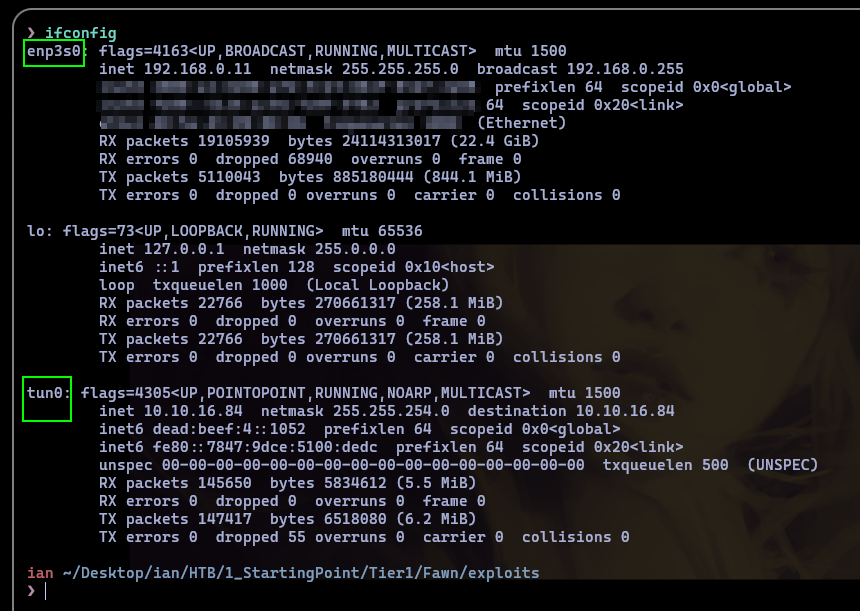 ❯ ifconfig
enp3s0: flags=4163<UP,BROADCAST,RUNNING,MULTICAST>  mtu 1500
inet 192.168.0.11  netmask 255.255.255.0  broadcast 192.168.0.255
prefixlen 64  scopeid 0x0<global>
64  scopeid 0x20<link>
(Ethernet)
RX packets 19105939  bytes 24114313017 (22.4 GiB)
RX errors 0  dropped 68940  overruns 0  frame 0
TX packets 5110043  bytes 885180444 (844.1 MiB)
TX errors 0  dropped 0 overruns 0  carrier 0  collisions 0
lo: flags=73<UP,LOOPBACK,RUNNING>  mtu 65536
inet 127.0.0.1  netmask 255.0.0.0
inet6 ::1  prefixlen 128  scopeid 0x10<host>
loop  txqueuelen 1000  (Local Loopback)
RX packets 22766  bytes 270661317 (258.1 MiB)
RX errors 0  dropped 0  overruns 0  frame 0
TX packets 22766  bytes 270661317 (258.1 MiB)
TX errors 0  dropped 0 overruns 0  carrier 0  collisions 0
tun0: flags=4305<UP,POINTOPOINT,RUNNING,NOARP,MULTICAST>  mtu 1500
inet 10.10.16.84  netmask 255.255.254.0  destination 10.10.16.84
inet6 dead:beef:4::1052  prefixlen 64  scopeid 0x0<global>
inet6 fe80::7847:9dce:5100:dedc  prefixlen 64  scopeid 0x20<link>
unspec 00-00-00-00-00-00-00-00-00-00-00-00-00-00-00-00  txqueuelen 500  (UNSPEC)
RX packets 145650  bytes 5834612 (5.5 MiB)
RX errors 0  dropped 0  overruns 0  frame 0
TX packets 147417  bytes 6518080 (6.2 MiB)
TX errors 0  dropped 55 overruns 0  carrier 0  collisions 0
ian ~/Desktop/ian/HTB/1_StartingPoint/Tier1/Fawn/exploits
❯